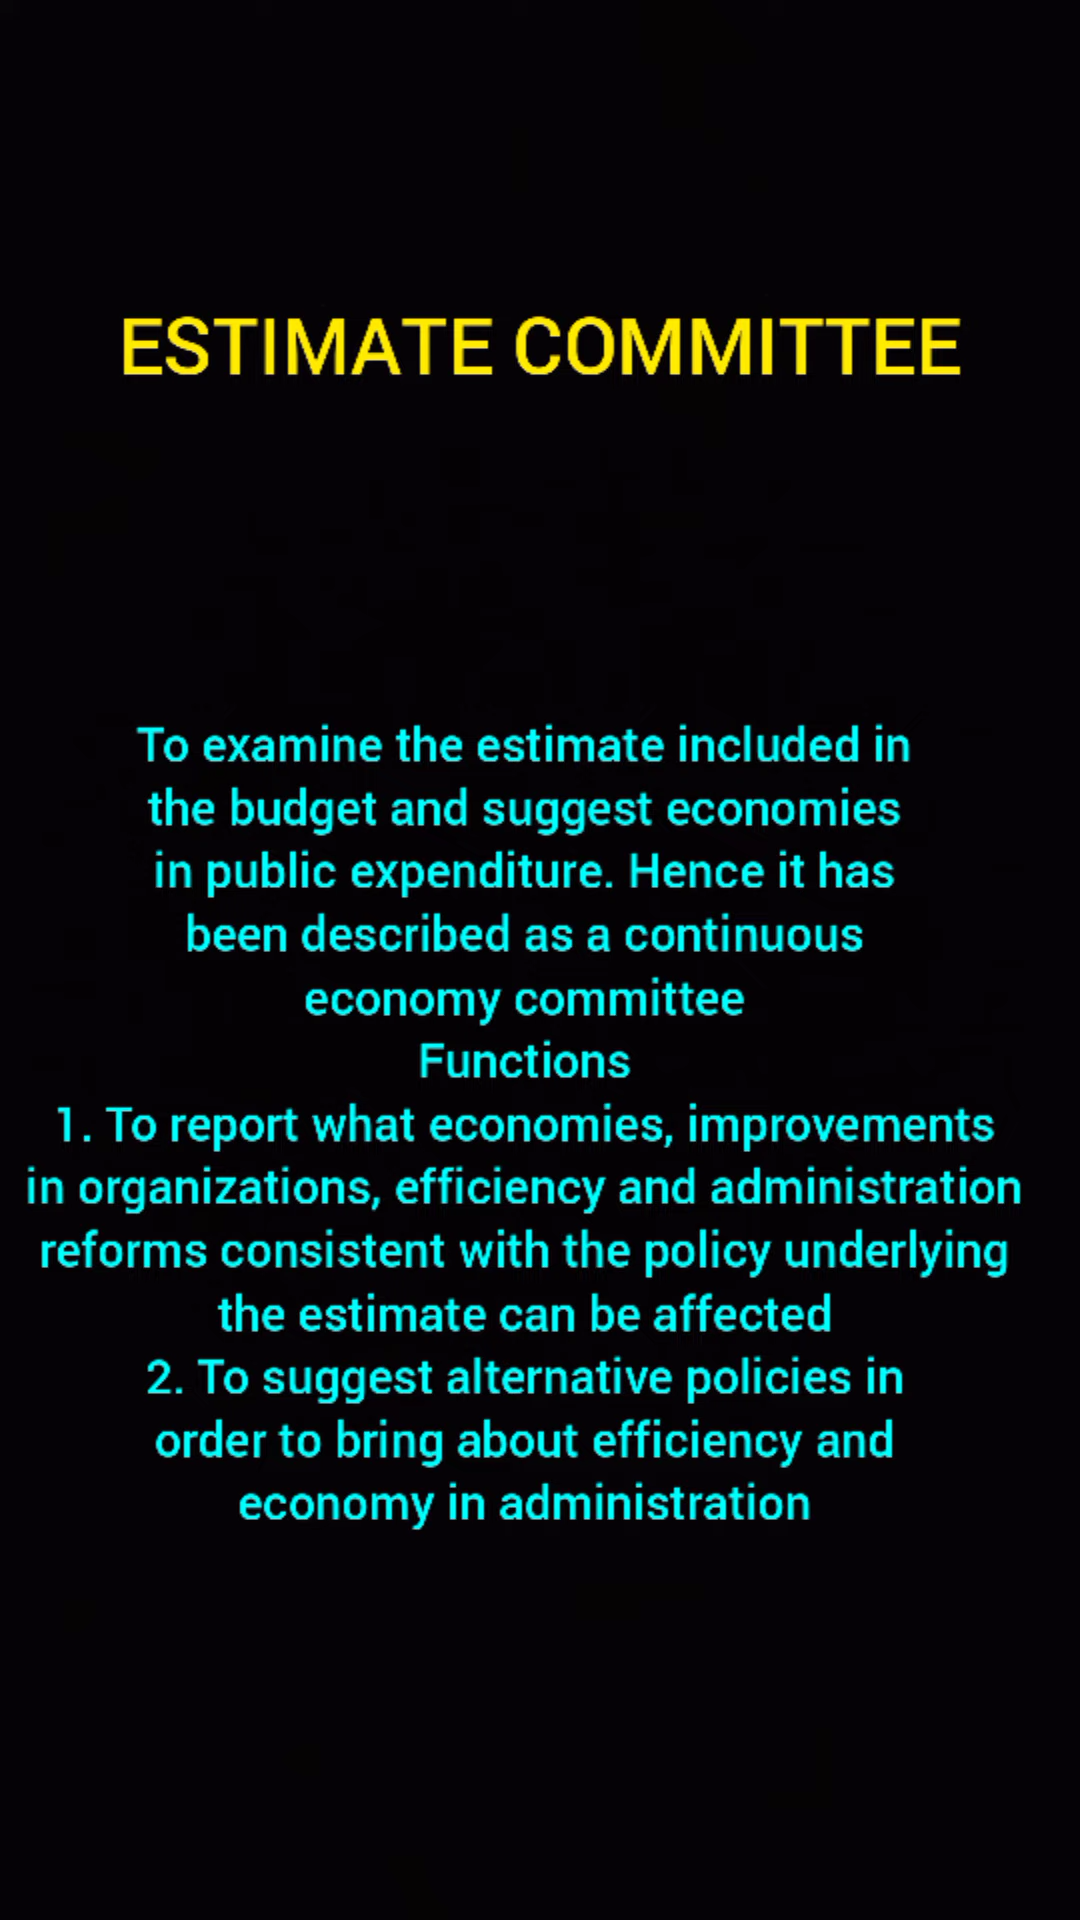 ESTIMATE COMMITTEE
To examine the estimate included in
the budget and suggest economies
in public expenditure. Hence it has
been described as a continuous
economy committee
Functions
1. To report what economies, improvements
in organizations, efficiency and administration
reforms consistent with the policy underlying
the estimate can be affected
2. To suggest alternative policies in
order to bring about efficiency and
economy in administration